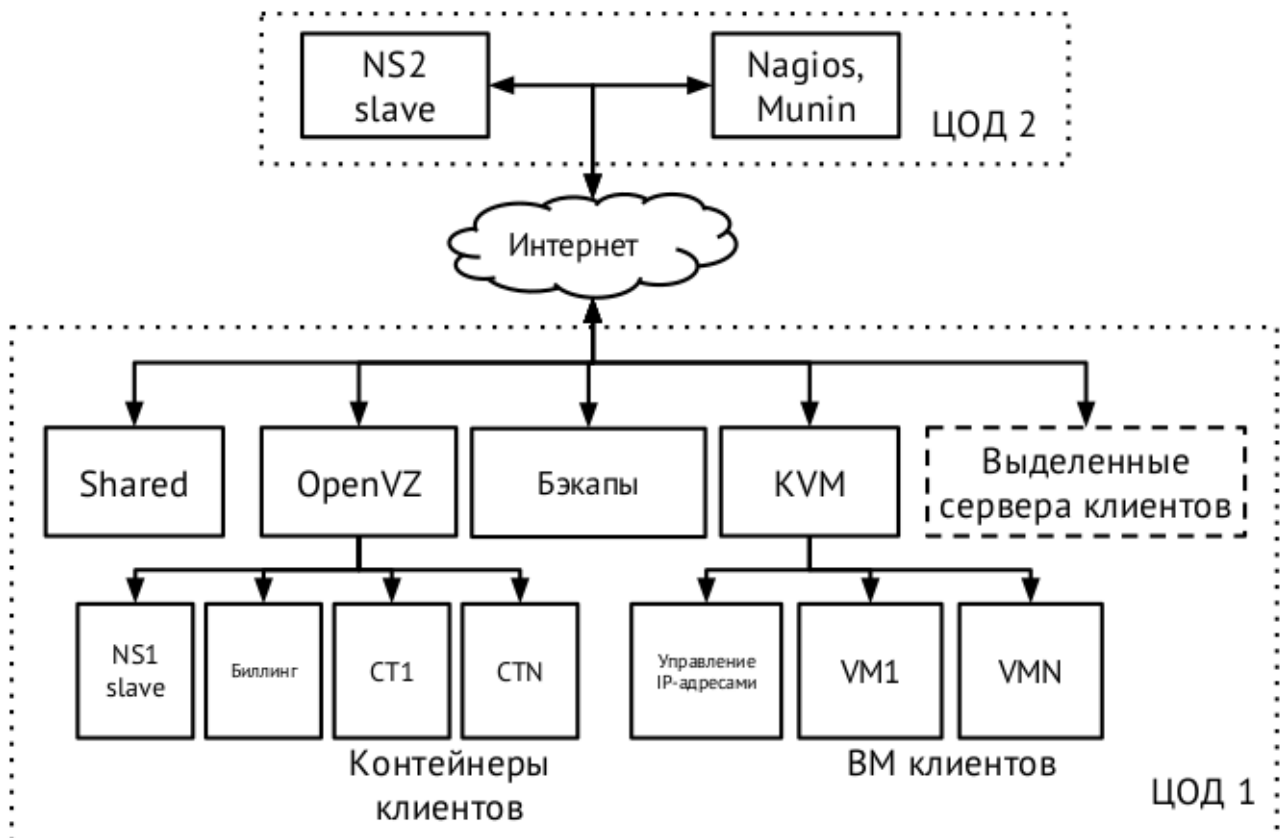 NS2
slave
Nagios,
Munin
ЦОД 2
Интернет
Shared
OpenVZ
Бэкапы
KVM
Выделенные
сервера клиентов
NS1
slave
Биллинг
CT1
CTN
Управление
IP-адресами
VM1
VMN
Контейнеры
клиентов
ВМ клиентов
ЦОД 1